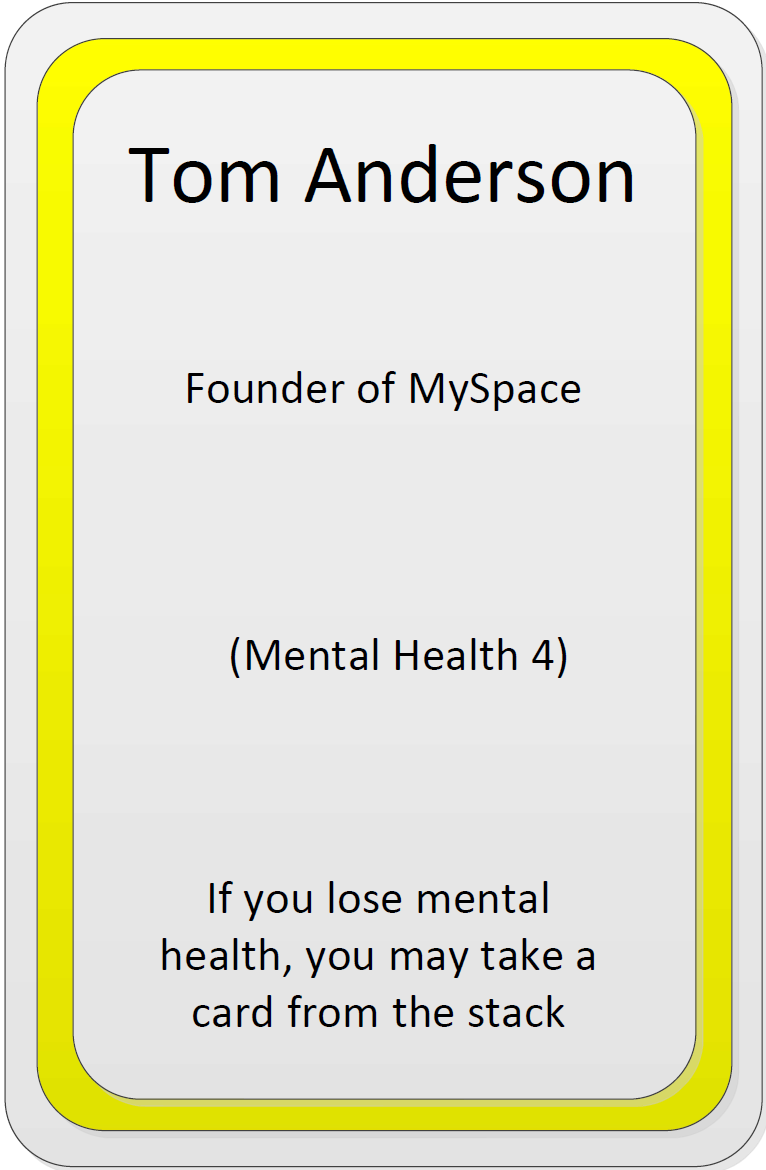 Tom Anderson
Founder of MySpace
(Mental Health 4)
If you lose mental
health, you may take a
card from the stack